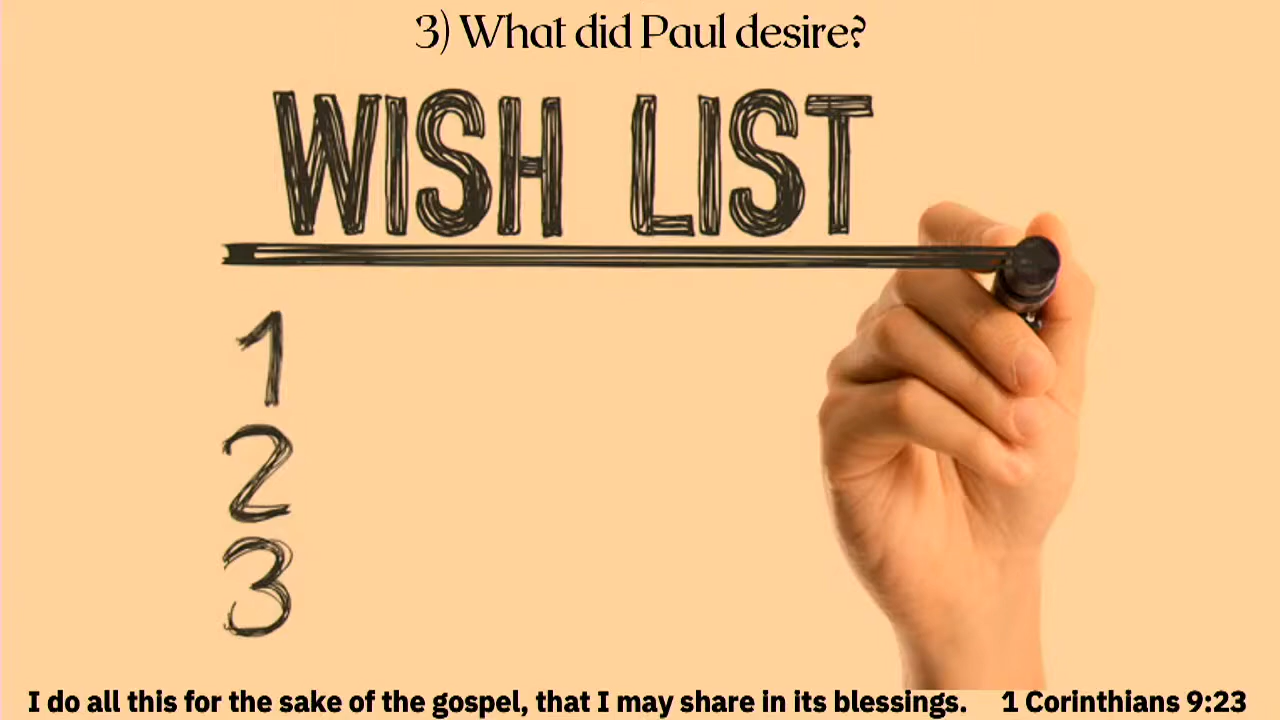 3) What did Paul desire?
WISH LIST
1
2
3
I do all this for the sake of the gospel, that I may share in its blessings. 1 Corinthians 9:23